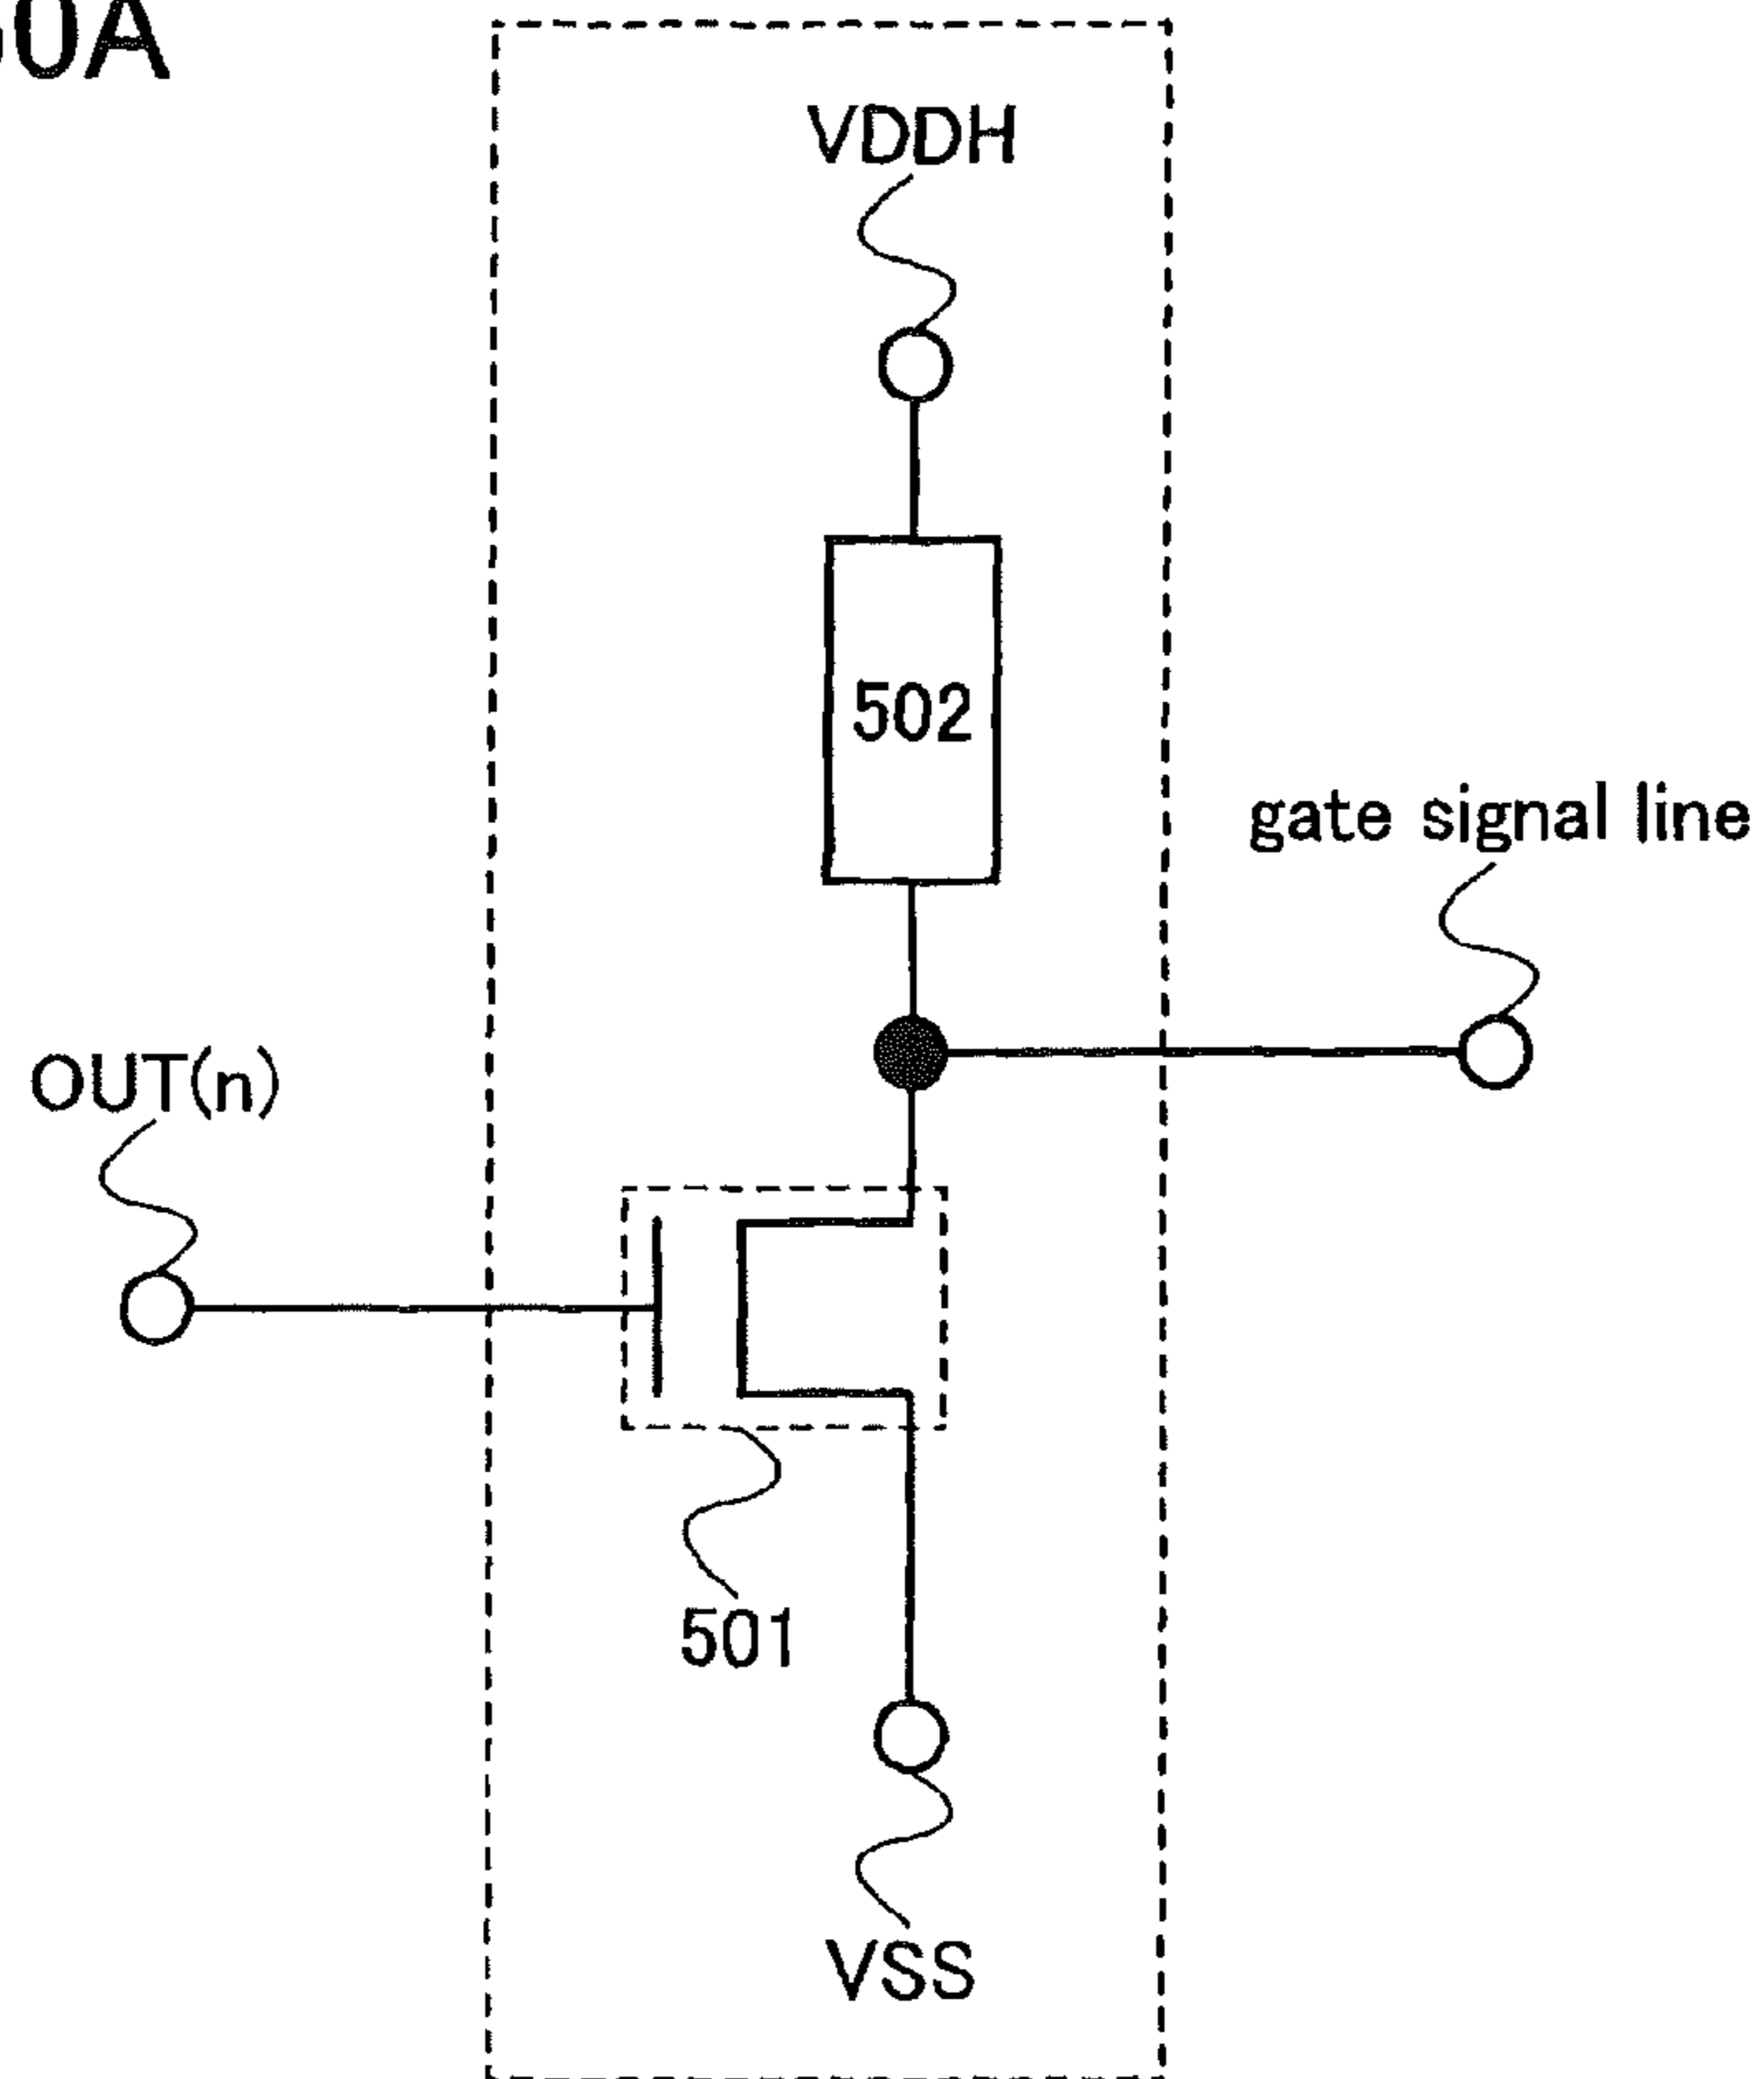 0A
VDDH
502
gate signal line
OUT(n)
501
VSS